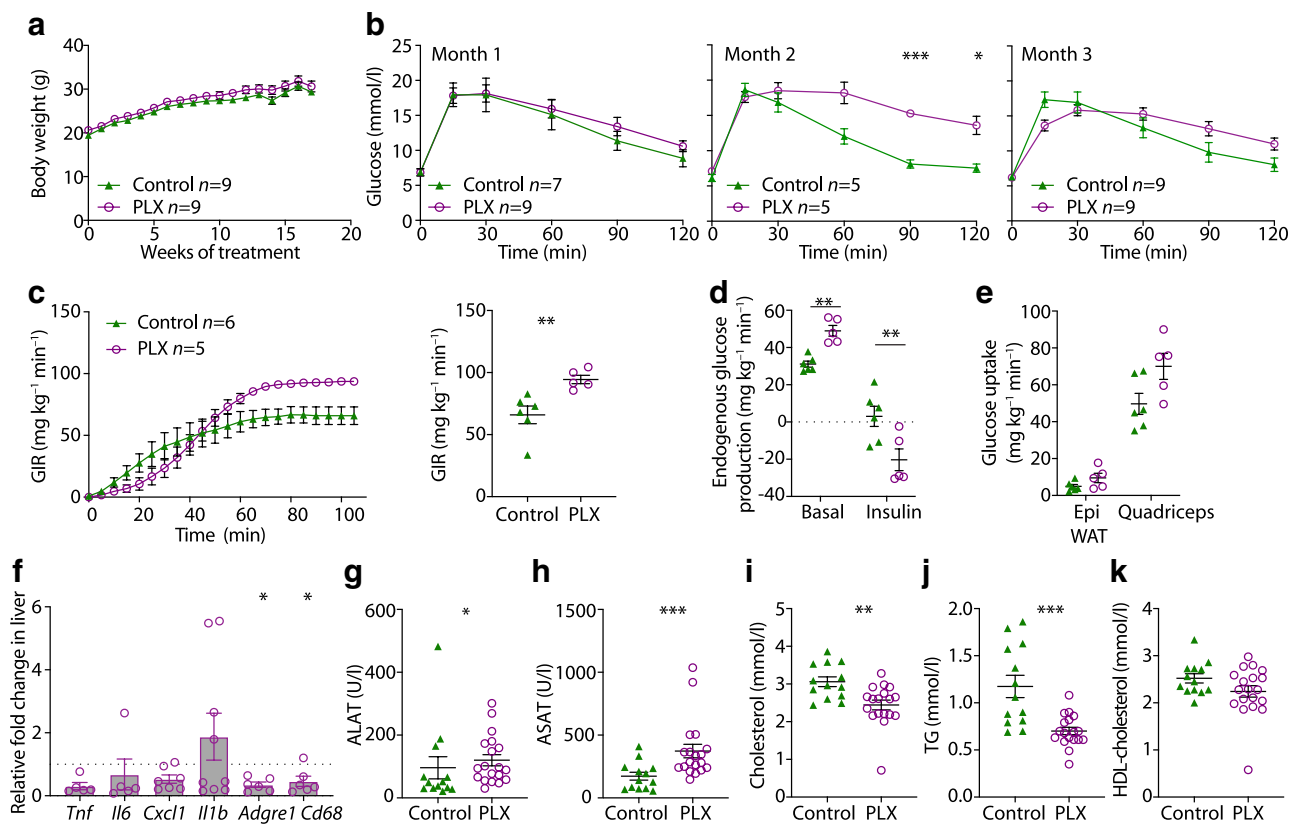 a
Body weight (g)
40
30
20
10
0
0 5 10 15 20
Weeks of treatment
Control n=9
PLX n=9
b
Glucose (mmol/l)
25
20
15
10
5
0
Month 1
Control n=7
PLX n=9
0 30 60 90 120
Time (min)
Month 2
*** *
Control n=5
PLX n=5
0 30 60 90 120
Time (min)
Month 3
Control n=9
PLX n=9
0 30 60 90 120
Time (min)
c
GIR (mg kg⁻¹ min⁻¹)
150
100
50
0
Control n=6
PLX n=5
0 20 40 60 80 100
Time (min)
GIR (mg kg⁻¹ min⁻¹)
150
100
50
0
**
Control PLX
d
Endogenous glucose
production (mg kg⁻¹ min⁻¹)
60
40
20
0
−20
−40
**
**
Basal Insulin
e
Glucose uptake
(mg kg⁻¹ min⁻¹)
100
80
60
40
20
0
Epi Quadriceps
WAT
f
Relative fold change in liver
6
4
2
1
0
* *
Tnf Il6 Cxcl1 Il1b Adgre1 Cd68
g
ALAT (U/l)
600
400
200
0
*
Control PLX
h
ASAT (U/l)
1500
1000
500
0
***
Control PLX
i
Cholesterol (mmol/l)
5
4
3
2
1
0
**
Control PLX
j
TG (mmol/l)
2.0
1.5
1.0
0.5
0.0
***
Control PLX
k
HDL-cholesterol (mmol/l)
4
3
2
1
0
Control PLX